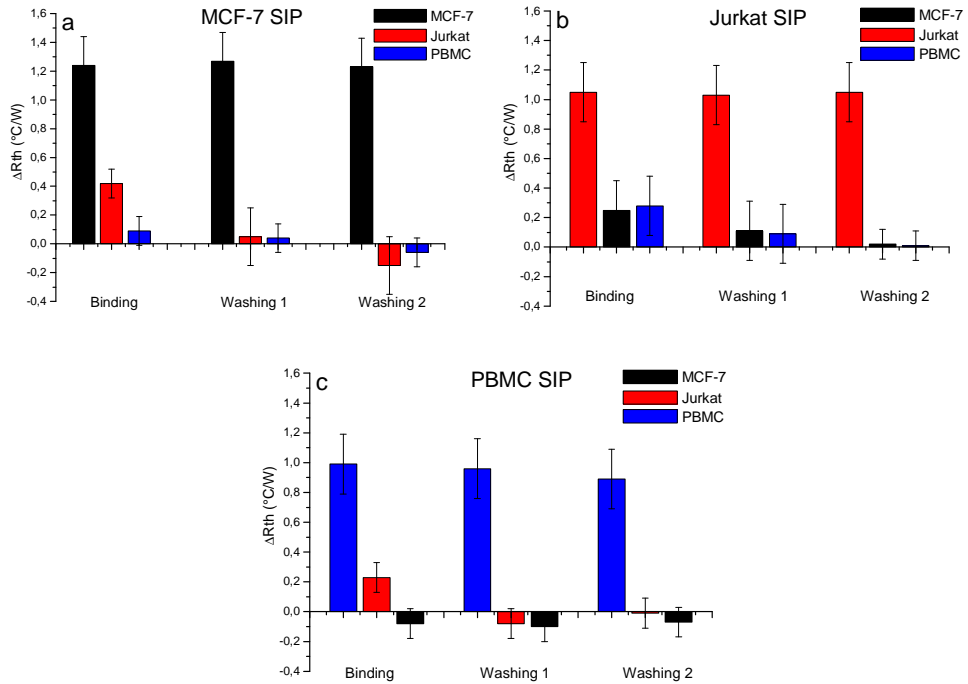 a
MCF-7 SIP
MCF-7
Jurkat
PBMC
1,6
1,4
1,2
1,0
0,8
0,6
0,4
0,2
0,0
-0,2
-0,4
ΔRth (°C/W)
Binding
Washing 1
Washing 2
b
Jurkat SIP
MCF-7
Jurkat
PBMC
1,6
1,4
1,2
1,0
0,8
0,6
0,4
0,2
0,0
-0,2
-0,4
ΔRth (°C/W)
Binding
Washing 1
Washing 2
c
PBMC SIP
MCF-7
Jurkat
PBMC
1,6
1,4
1,2
1,0
0,8
0,6
0,4
0,2
0,0
-0,2
-0,4
ΔRth (°C/W)
Binding
Washing 1
Washing 2